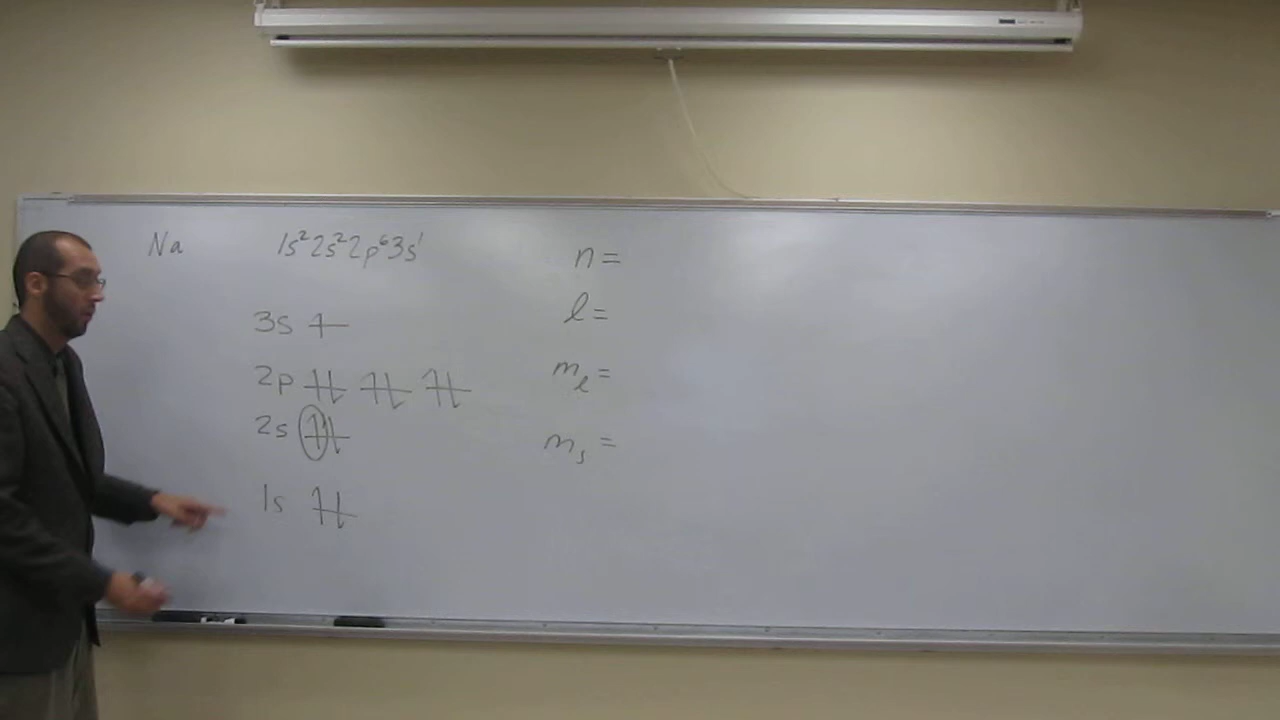 Na 1s²2s²2p⁶3s¹
3s ↿
2p ↿⇂ ↿⇂ ↿⇂
2s ↿⇂
1s ↿⇂
n =
ℓ =
mℓ =
ms =